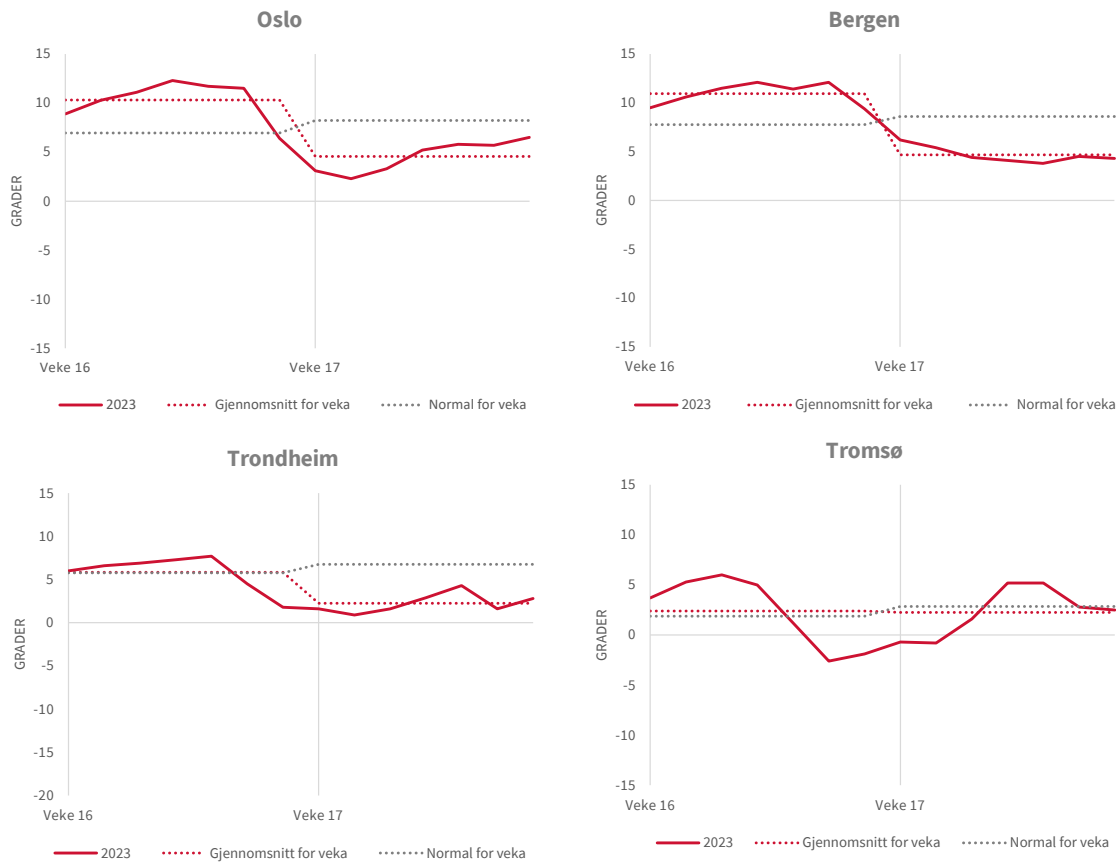 Oslo
15
10
5
0
-5
-10
-15
GRADER
Veke 16
Veke 17
2023
Gjennomsnitt for veka
Normal for veka
Bergen
15
10
5
0
-5
-10
-15
GRADER
Veke 16
Veke 17
2023
Gjennomsnitt for veka
Normal for veka
Trondheim
15
10
5
0
-5
-10
-15
-20
GRADER
Veke 16
Veke 17
2023
Gjennomsnitt for veka
Normal for veka
Tromsø
15
10
5
0
-5
-10
-15
GRADER
Veke 16
Veke 17
2023
Gjennomsnitt for veka
Normal for veka